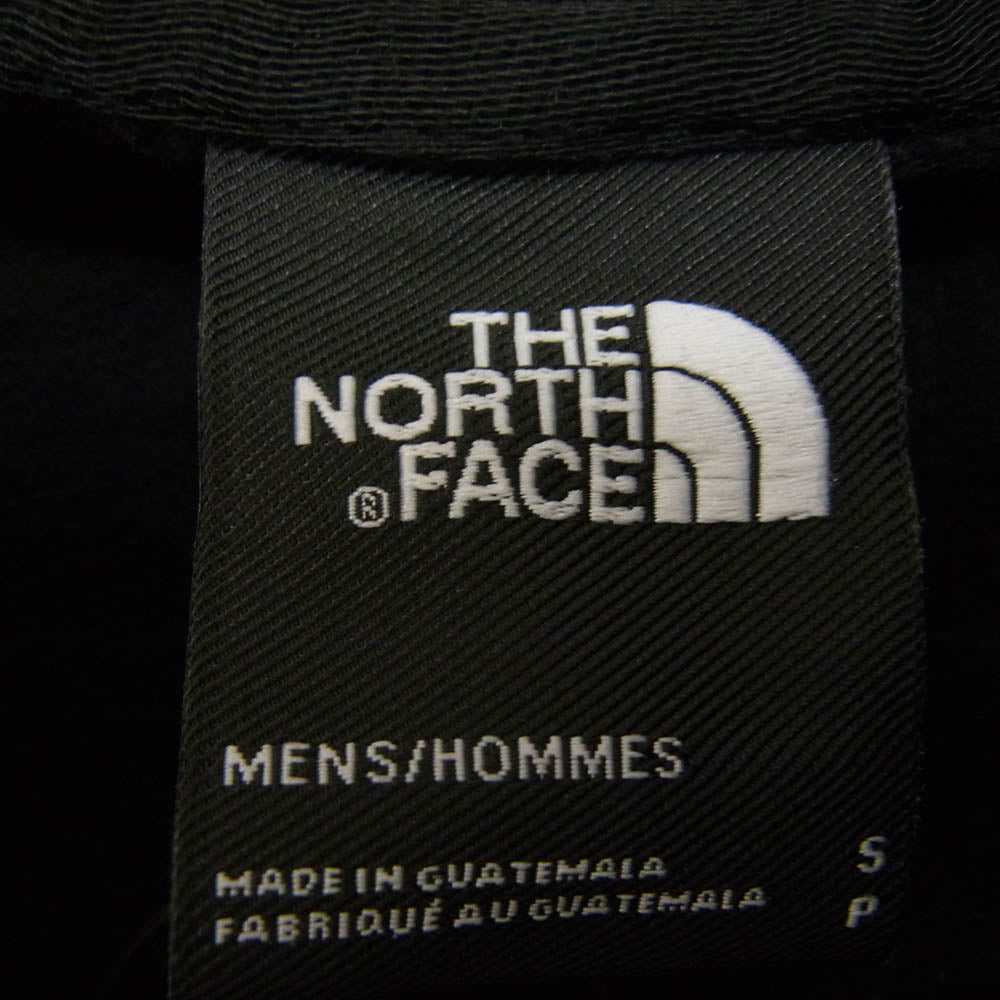 THE
NORTH
®FACE
MENS/HOMMES
MADE IN GUATEMALA S
FABRIQUÉ AU GUATEMALA P